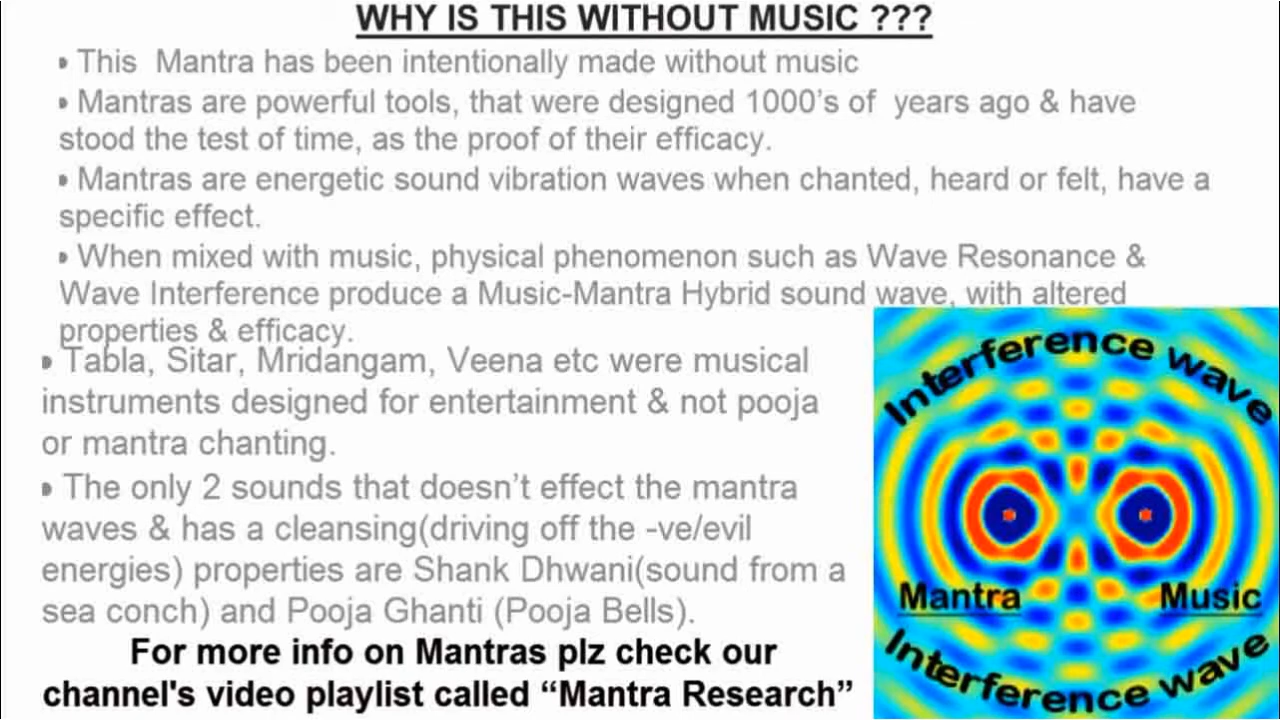 WHY IS THIS WITHOUT MUSIC ???
• This Mantra has been intentionally made without music
• Mantras are powerful tools, that were designed 1000’s of years ago & have
stood the test of time, as the proof of their efficacy.
• Mantras are energetic sound vibration waves when chanted, heard or felt, have a
specific effect.
• When mixed with music, physical phenomenon such as Wave Resonance &
Wave Interference produce a Music-Mantra Hybrid sound wave, with altered
properties & efficacy.
• Tabla, Sitar, Mridangam, Veena etc were musical
instruments designed for entertainment & not pooja
or mantra chanting.
• The only 2 sounds that doesn’t effect the mantra
waves & has a cleansing(driving off the -ve/evil
energies) properties are Shank Dhwani(sound from a
sea conch) and Pooja Ghanti (Pooja Bells).
For more info on Mantras plz check our
channel's video playlist called “Mantra Research”
Interference wave
Mantra
Music
Interference wave